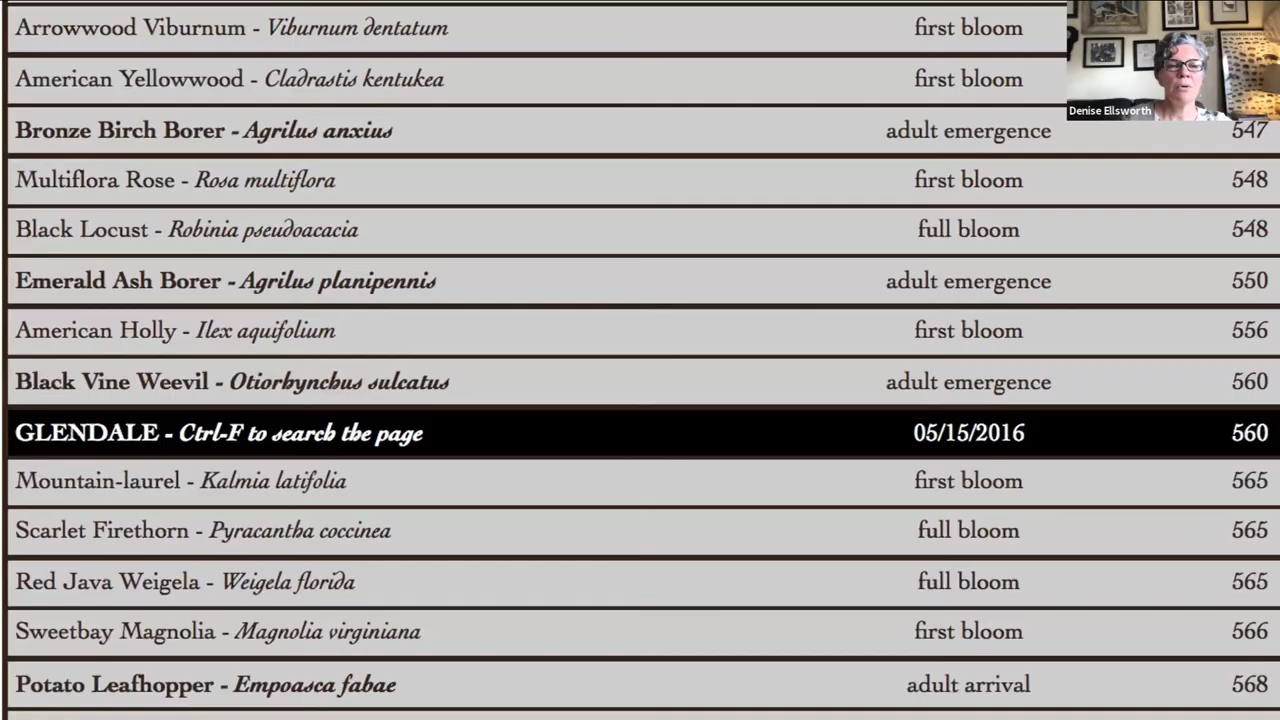 Arrowwood Viburnum - Viburnum dentatum first bloom
American Yellowwood - Cladrastis kentukea first bloom
Denise Ellsworth
Bronze Birch Borer - Agrilus anxius adult emergence 547
Multiflora Rose - Rosa multiflora first bloom 548
Black Locust - Robinia pseudoacacia full bloom 548
Emerald Ash Borer - Agrilus planipennis adult emergence 550
American Holly - Ilex aquifolium first bloom 556
Black Vine Weevil - Otiorhynchus sulcatus adult emergence 560
GLENDALE - Ctrl-F to search the page 05/15/2016 560
Mountain-laurel - Kalmia latifolia first bloom 565
Scarlet Firethorn - Pyracantha coccinea full bloom 565
Red Java Weigela - Weigela florida full bloom 565
Sweetbay Magnolia - Magnolia virginiana first bloom 566
Potato Leafhopper - Empoasca fabae adult arrival 568